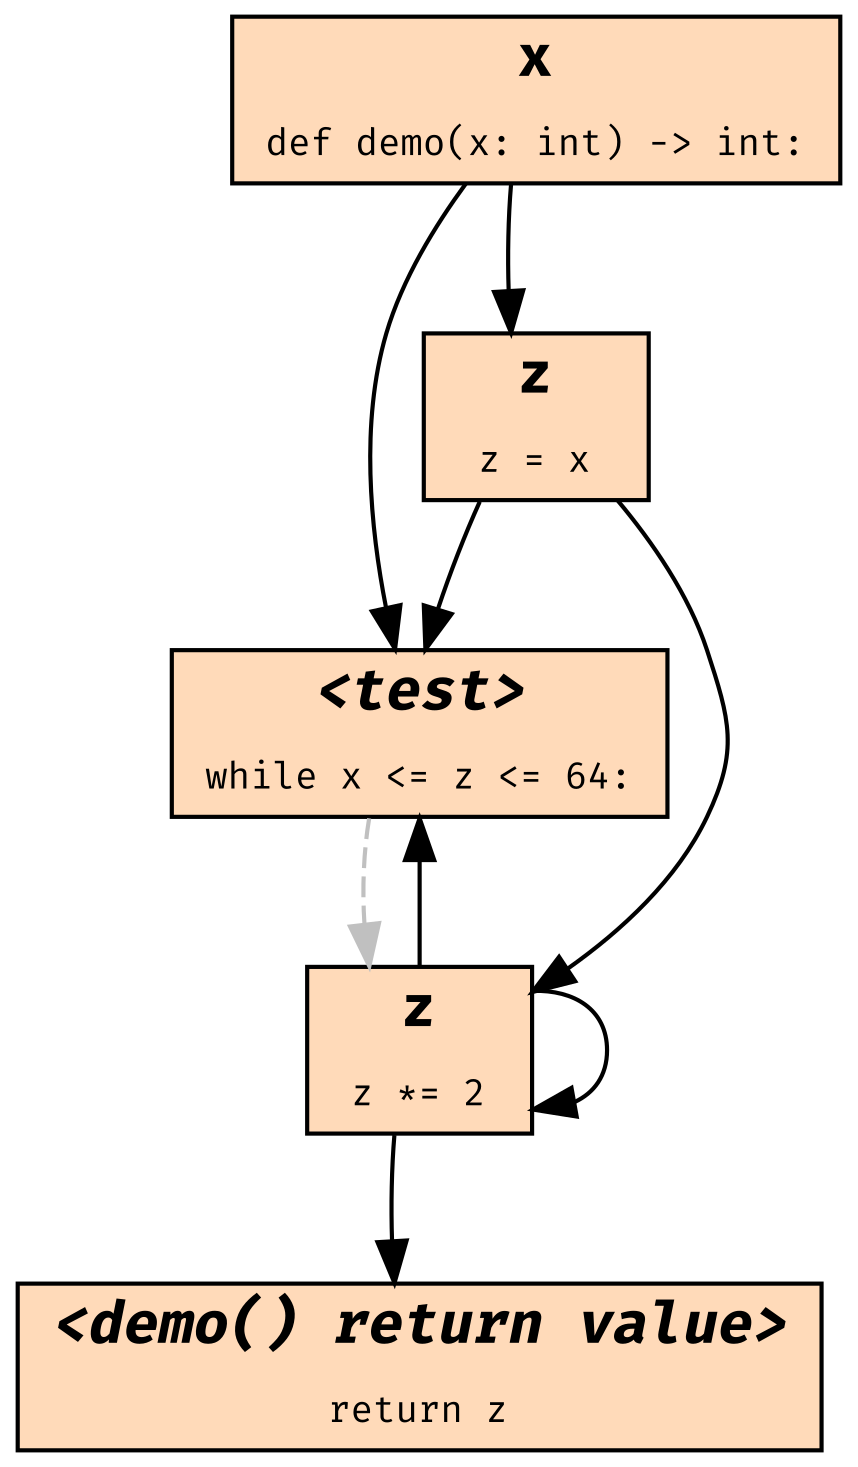 x
def demo(x: int) -> int:
z
z = x
<test>
while x <= z <= 64:
z
z *= 2
<demo() return value>
return z